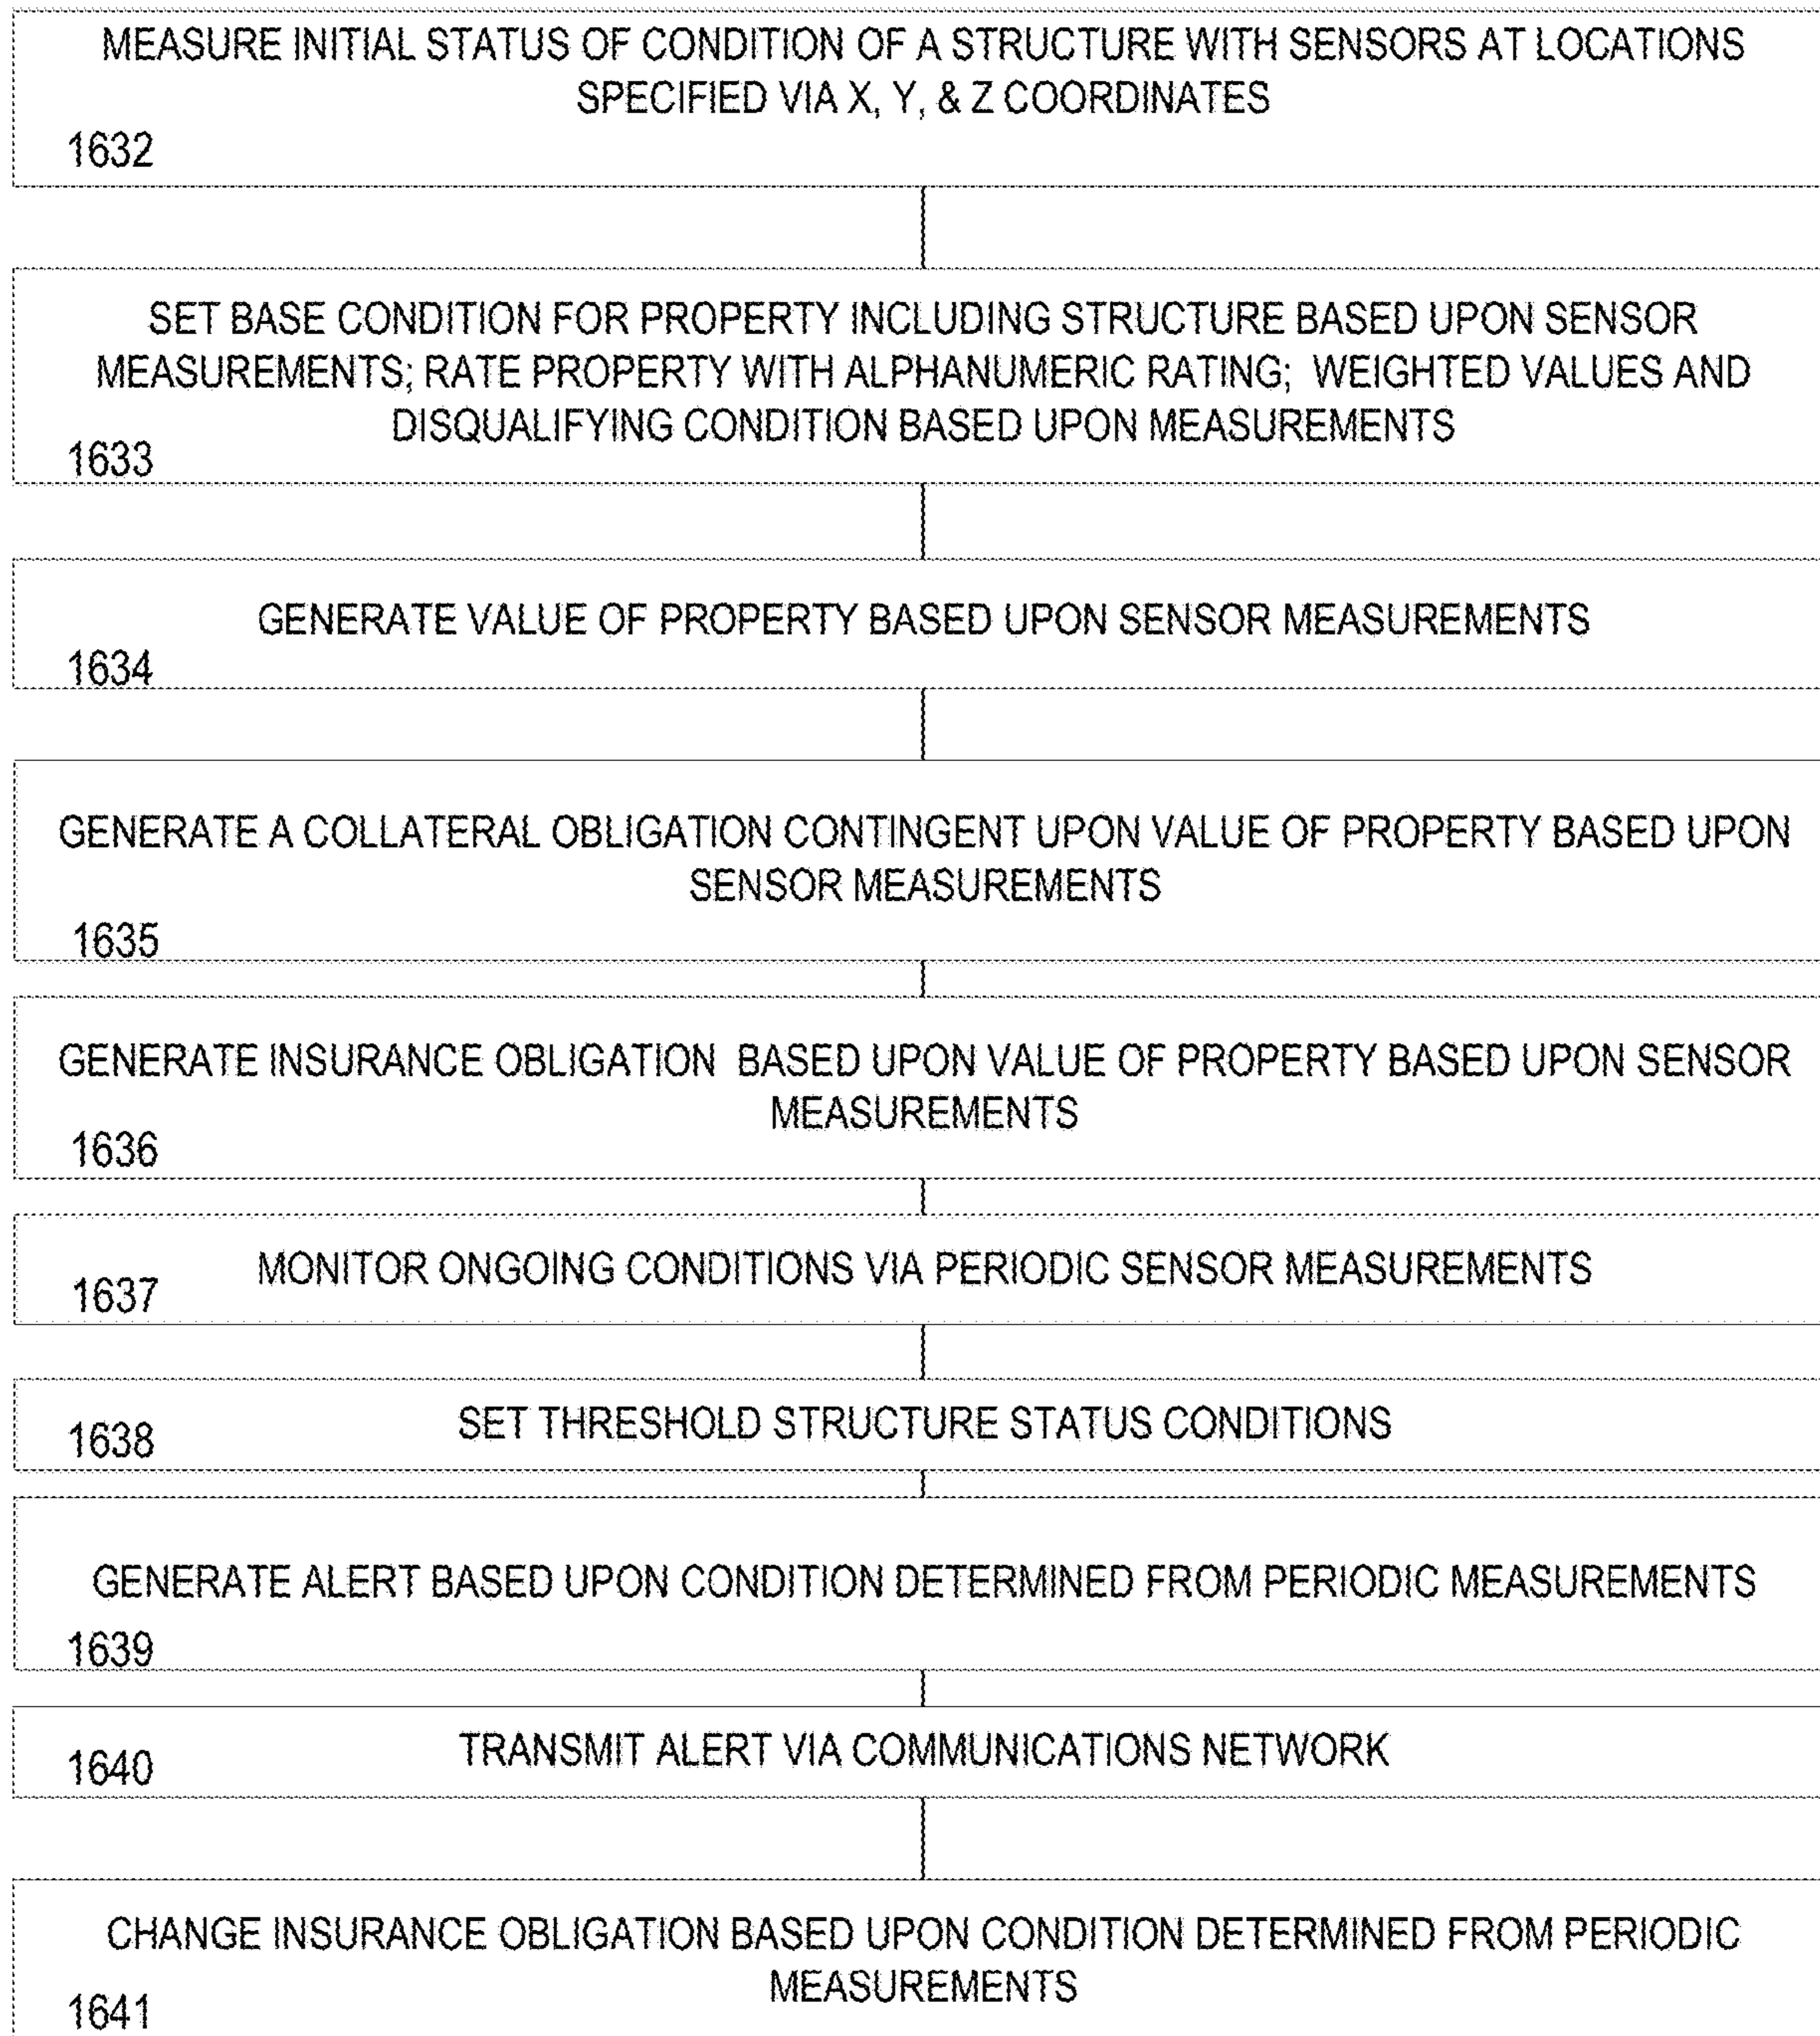 MEASURE INITIAL STATUS OF CONDITION OF A STRUCTURE WITH SENSORS AT LOCATIONS
SPECIFIED VIA X, Y, & Z COORDINATES
1632
SET BASE CONDITION FOR PROPERTY INCLUDING STRUCTURE BASED UPON SENSOR
MEASUREMENTS; RATE PROPERTY WITH ALPHANUMERIC RATING; WEIGHTED VALUES AND
DISQUALIFYING CONDITION BASED UPON MEASUREMENTS
1633
GENERATE VALUE OF PROPERTY BASED UPON SENSOR MEASUREMENTS
1634
GENERATE A COLLATERAL OBLIGATION CONTINGENT UPON VALUE OF PROPERTY BASED UPON
SENSOR MEASUREMENTS
1635
GENERATE INSURANCE OBLIGATION BASED UPON VALUE OF PROPERTY BASED UPON SENSOR
MEASUREMENTS
1636
MONITOR ONGOING CONDITIONS VIA PERIODIC SENSOR MEASUREMENTS
1637
SET THRESHOLD STRUCTURE STATUS CONDITIONS
1638
GENERATE ALERT BASED UPON CONDITION DETERMINED FROM PERIODIC MEASUREMENTS
1639
TRANSMIT ALERT VIA COMMUNICATIONS NETWORK
1640
CHANGE INSURANCE OBLIGATION BASED UPON CONDITION DETERMINED FROM PERIODIC
MEASUREMENTS
1641